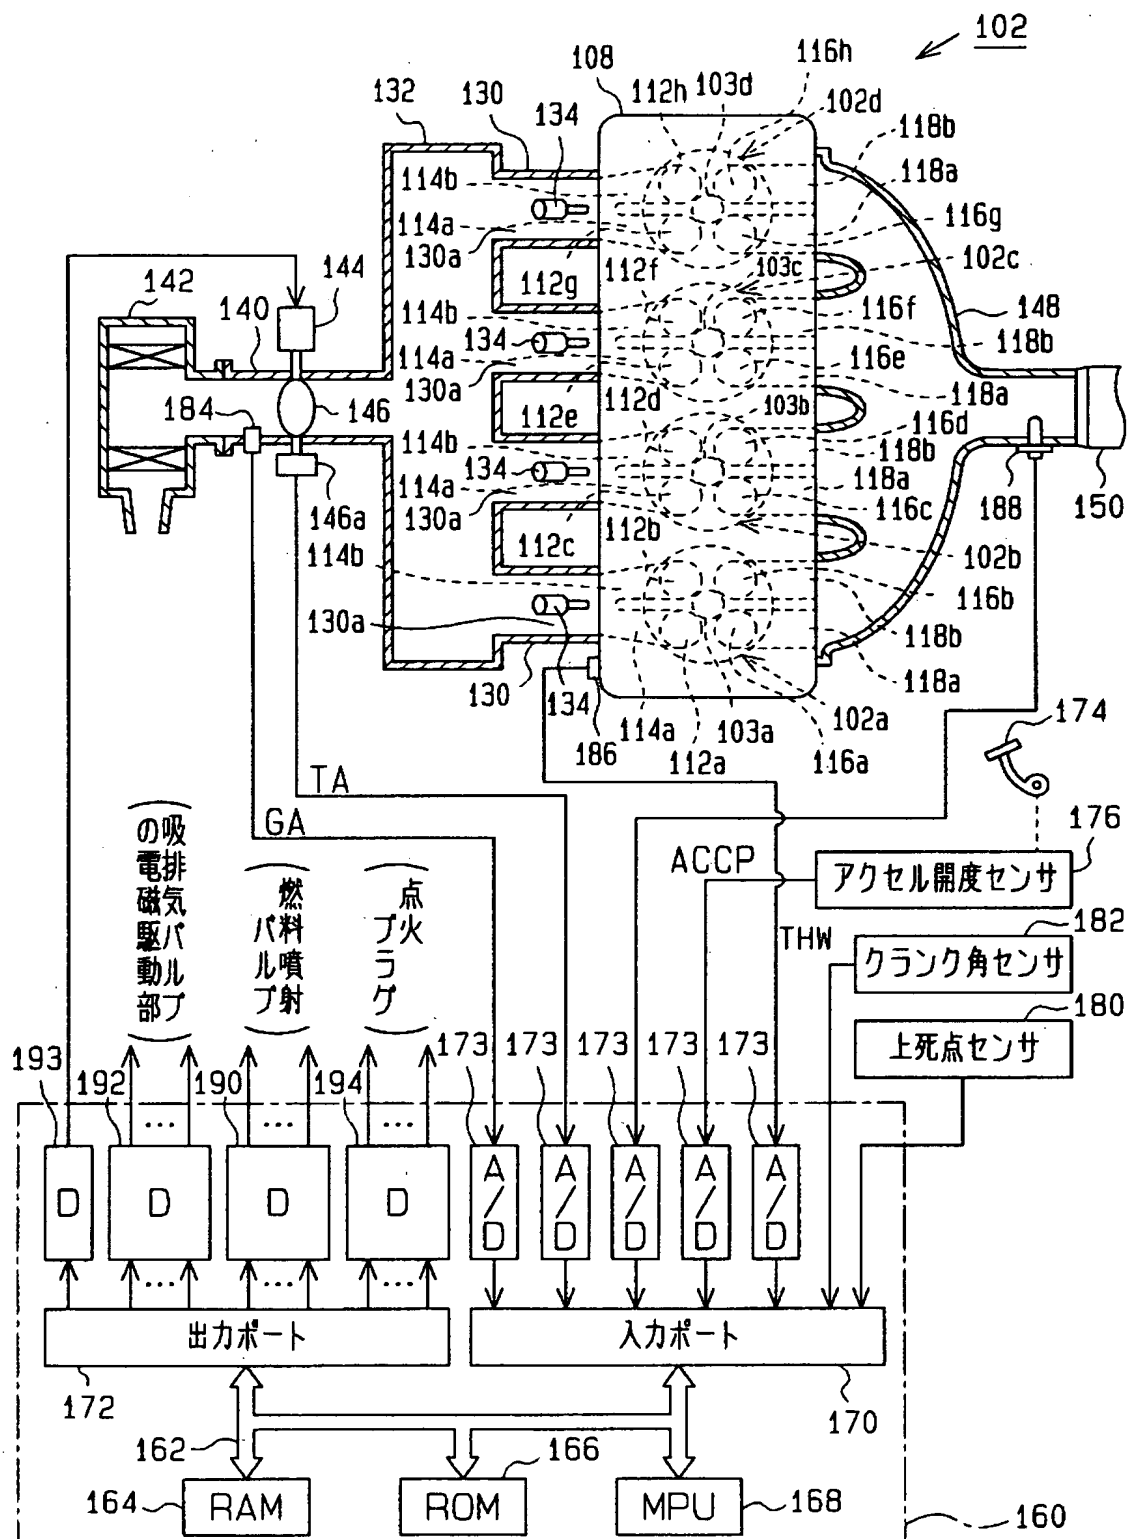 102
108
116h
112h
103d
102d
132
130
134
118b
114b
118a
114a
116g
130a
112g
112f
103c
102c
142
140
144
114b
116f
148
134
118b
114a
116e
130a
118a
184
146
112e
112d
103b
116d
114b
118b
134
118a
114a
146a
130a
116c
188
150
112c
112b
102b
114b
116b
130a
118b
118a
130
134
186
114a
112a
103a
102a
116a
174
TA
GA
ACCP
176
アクセル開度センサ
THW
182
クランク角センサ
180
上死点センサ
(吸排気バルブ
の電磁駆動部)
(燃料噴射
バルブ)
(点火
プラグ)
193
192
190
194
173
173
173
173
173
...
...
...
D
D
D
D
A/D
A/D
A/D
A/D
A/D
...
...
...
出力ポート
入力ポート
172
170
162
166
164
RAM
ROM
MPU
168
160